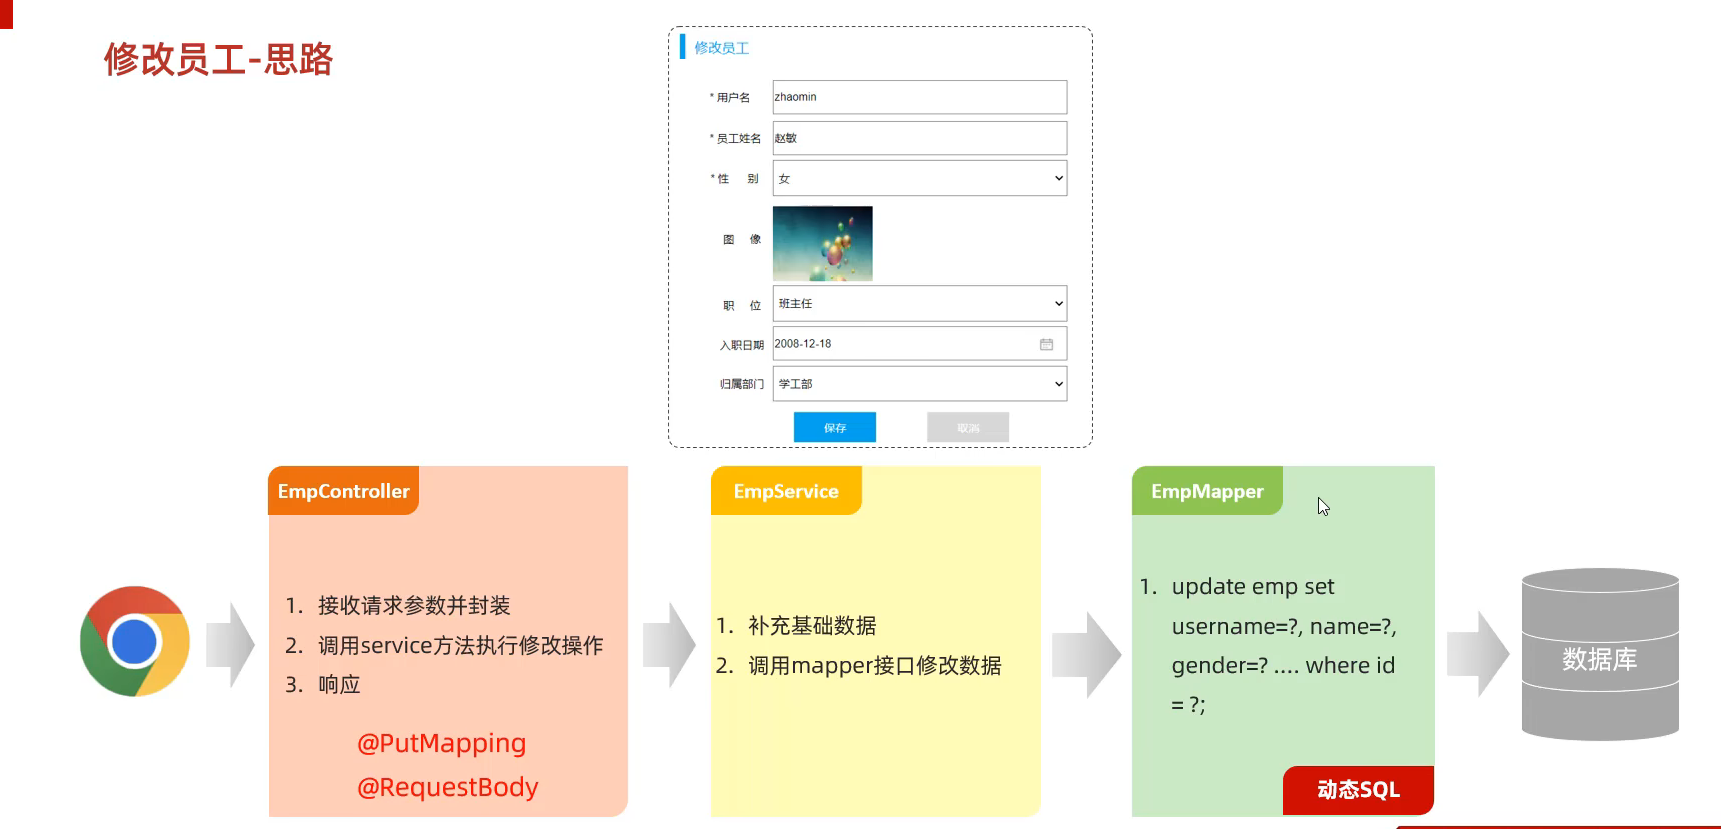 修改员工-思路
修改员工
* 用户名 zhaomin
* 员工姓名 赵敏
* 性 别 女
图 像
职 位 班主任
入职日期 2008-12-18
归属部门 学工部
保存 取消
EmpController
1. 接收请求参数并封装
2. 调用service方法执行修改操作
3. 响应
@PutMapping
@RequestBody
EmpService
1. 补充基础数据
2. 调用mapper接口修改数据
EmpMapper
1. update emp set
username=?, name=?,
gender=? .... where id
= ?;
动态SQL
数据库